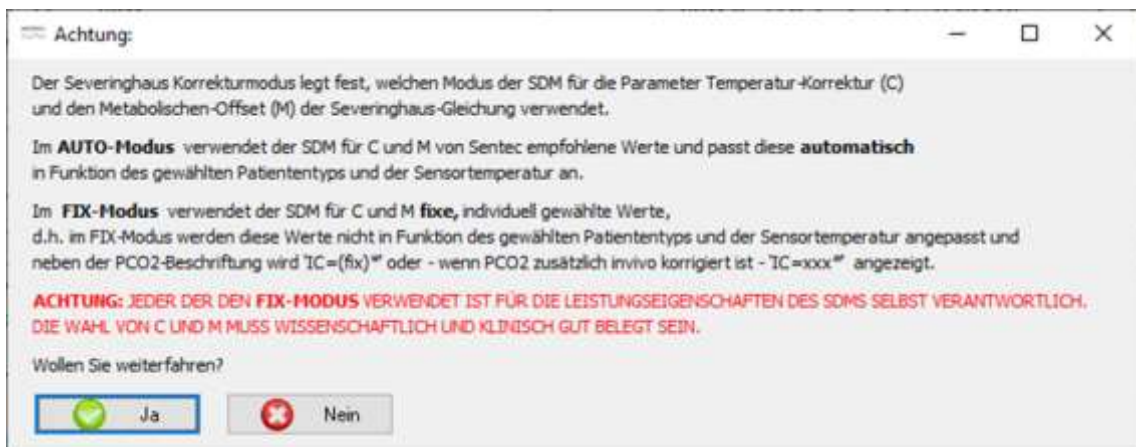 Achtung:
Der Severinghaus Korrekturmodus legt fest, welchen Modus der SDM für die Parameter Temperatur-Korrektur (C)
und den Metabolischen-Offset (M) der Severinghaus-Gleichung verwendet.
Im AUTO-Modus verwendet der SDM für C und M von Sentec empfohlene Werte und passt diese automatisch
in Funktion des gewählten Patiententyps und der Sensortemperatur an.
Im FIX-Modus verwendet der SDM für C und M fixe, individuell gewählte Werte,
d.h. im FIX-Modus werden diese Werte nicht in Funktion des gewählten Patiententyps und der Sensortemperatur angepasst und
neben der PCO2-Beschriftung wird 'IC=(fix)*' oder - wenn PCO2 zusätzlich invivo korrigiert ist - 'IC=xxx*' angezeigt.
ACHTUNG: JEDER DER DEN FIX-MODUS VERWENDET IST FÜR DIE LEISTUNGSEIGENSCHAFTEN DES SDMS SELBST VERANTWORTLICH.
DIE WAHL VON C UND M MUSS WISSENSCHAFTLICH UND KLINISCH GUT BELEGT SEIN.
Wollen Sie weiterfahren?
Ja Nein